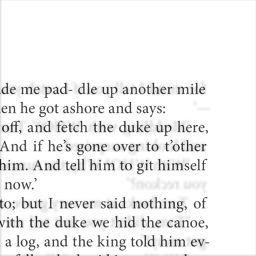 de me pad- dle up another mile
en he got ashore and says:
off, and fetch the duke up here,
And if he's gone over to t'other
him. And tell him to git himself
now.'
to; but I never said nothing, of
with the duke we hid the canoe,
a log, and the king told him ev-